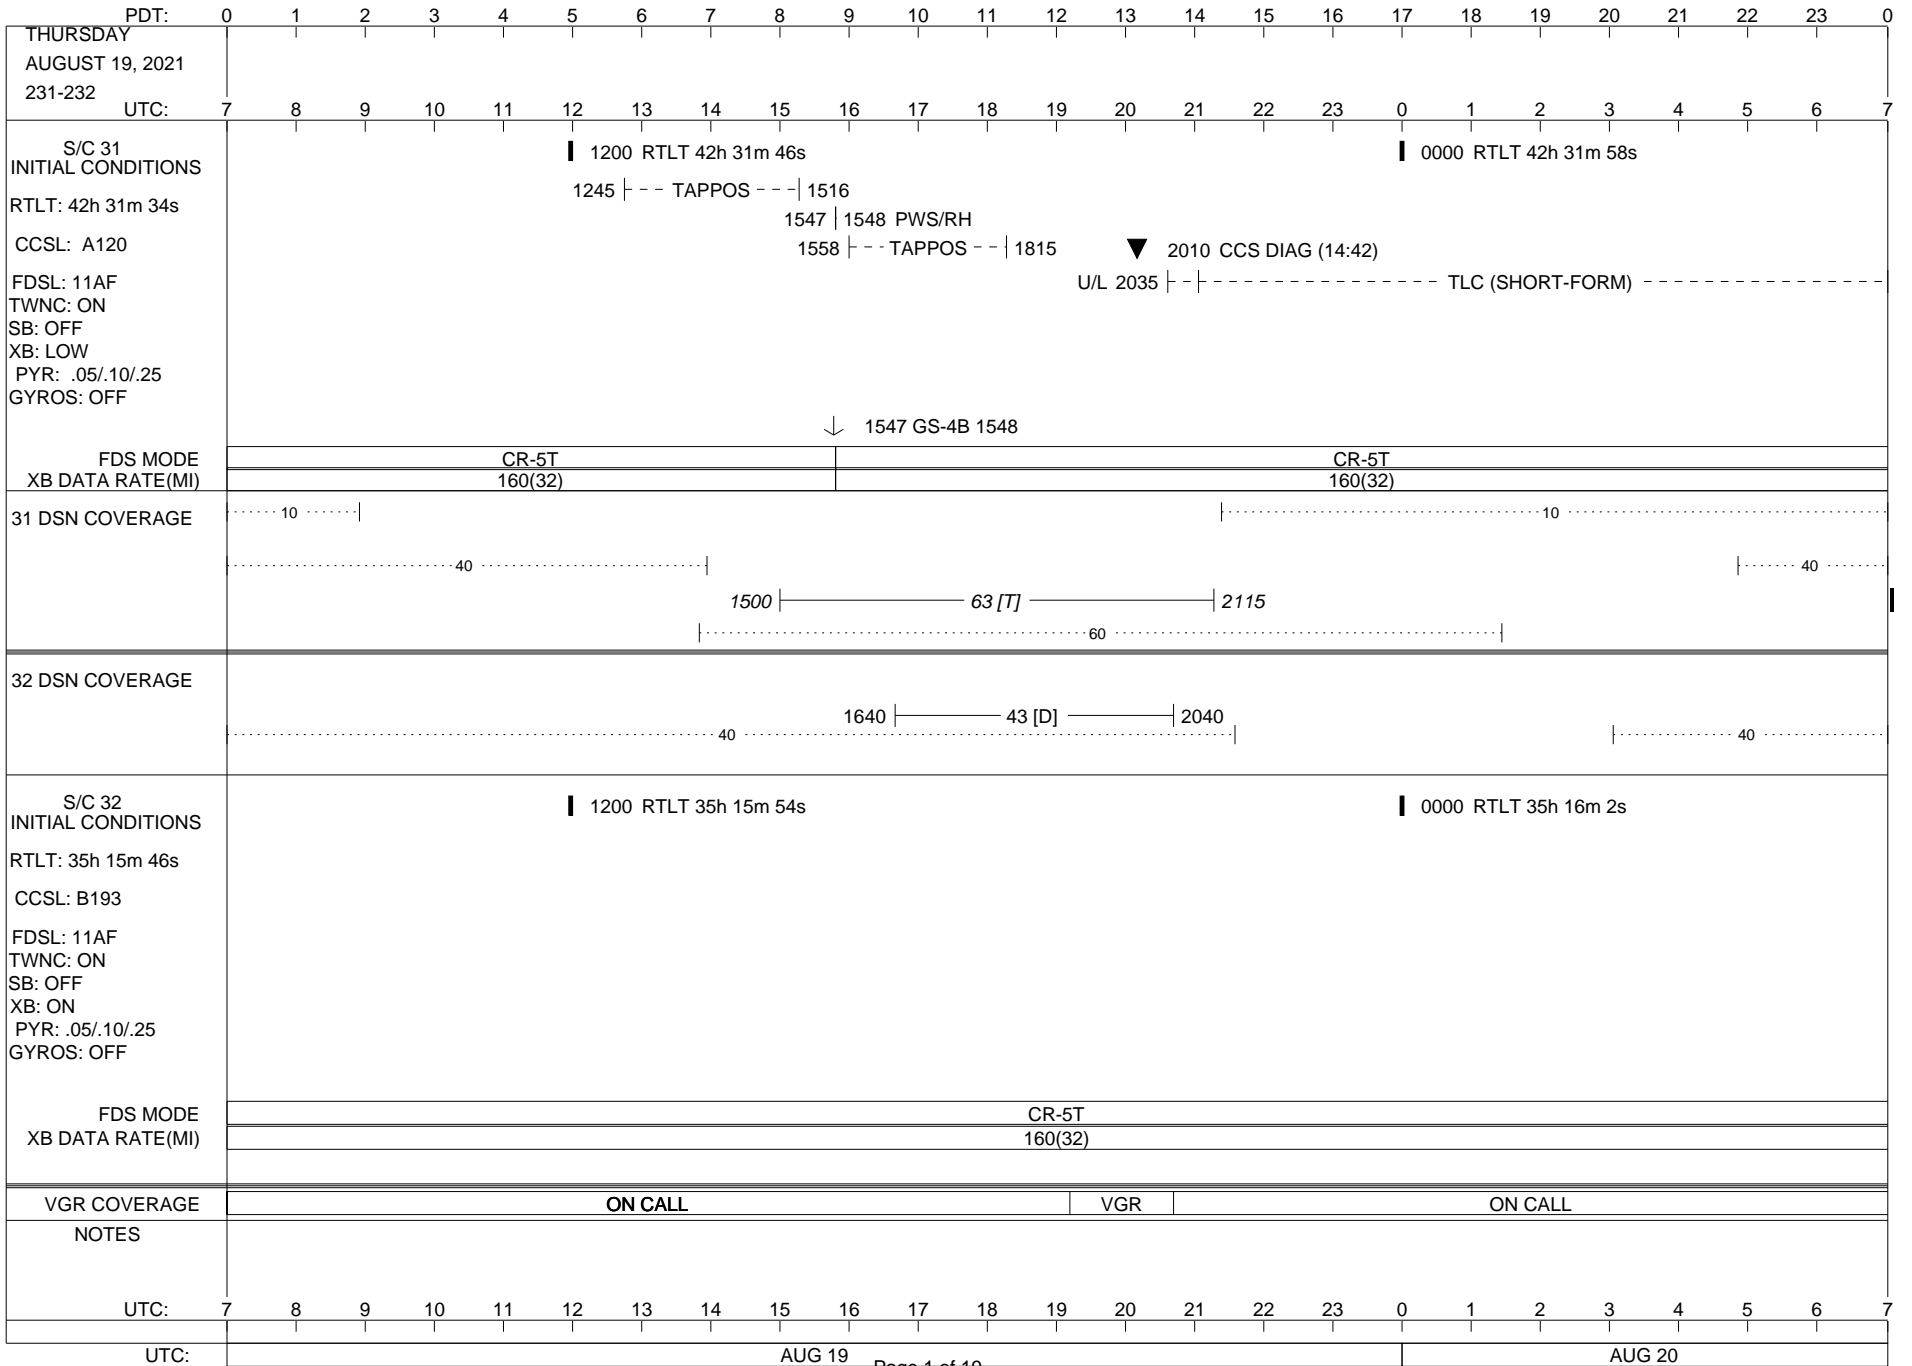 PDT: 0 1 2 3 4 5 6 7 8 9 10 11 12 13 14 15 16 17 18 19 20 21 22 23 0
THURSDAY
AUGUST 19, 2021
231-232
UTC: 7 8 9 10 11 12 13 14 15 16 17 18 19 20 21 22 23 0 1 2 3 4 5 6 7
S/C 31
INITIAL CONDITIONS
1200 RTLT 42h 31m 46s
0000 RTLT 42h 31m 58s
1245 TAPPOS 1516
RTLT: 42h 31m 34s
1547 1548 PWS/RH
CCSL: A120
1558 TAPPOS 1815
2010 CCS DIAG (14:42)
FDSL: 11AF
U/L 2035 TLC (SHORT-FORM)
TWNC: ON
SB: OFF
XB: LOW
PYR: .05/.10/.25
GYROS: OFF
1547 GS-4B 1548
FDS MODE CR-5T CR-5T
XB DATA RATE(MI) 160(32) 160(32)
31 DSN COVERAGE
10 10
40 40
1500 63 [T] 2115
60
32 DSN COVERAGE
1640 43 [D] 2040
40 40
S/C 32
INITIAL CONDITIONS
1200 RTLT 35h 15m 54s
0000 RTLT 35h 16m 2s
RTLT: 35h 15m 46s
CCSL: B193
FDSL: 11AF
TWNC: ON
SB: OFF
XB: ON
PYR: .05/.10/.25
GYROS: OFF
FDS MODE CR-5T
XB DATA RATE(MI) 160(32)
VGR COVERAGE ON CALL VGR ON CALL
NOTES
UTC: 7 8 9 10 11 12 13 14 15 16 17 18 19 20 21 22 23 0 1 2 3 4 5 6 7
UTC: AUG 19 AUG 20
Page 1 of 19